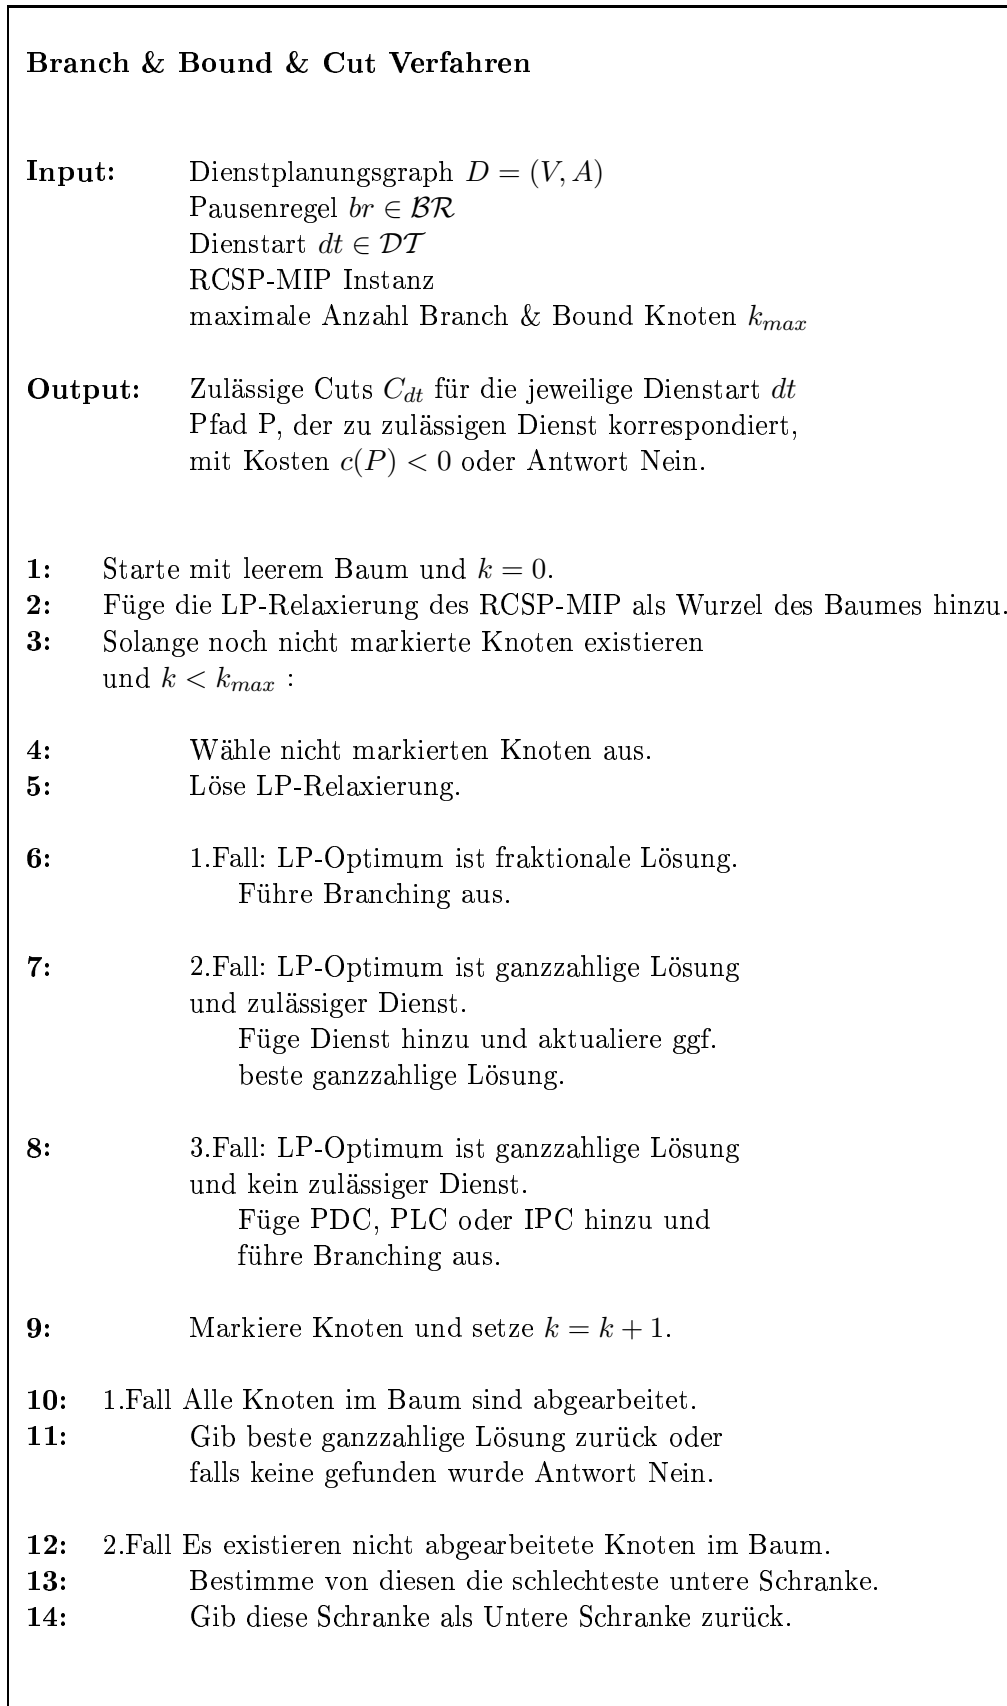 Branch & Bound & Cut Verfahren
Input: Dienstplanungsgraph D = (V, A)
Pausenregel br ∈ BR
Dienstart dt ∈ DT
RCSP-MIP Instanz
maximale Anzahl Branch & Bound Knoten k_max
Output: Zulässige Cuts C_dt für die jeweilige Dienstart dt
Pfad P, der zu zulässigen Dienst korrespondiert,
mit Kosten c(P) < 0 oder Antwort Nein.
1: Starte mit leerem Baum und k = 0.
2: Füge die LP-Relaxierung des RCSP-MIP als Wurzel des Baumes hinzu.
3: Solange noch nicht markierte Knoten existieren
und k < k_max :
4: Wähle nicht markierten Knoten aus.
5: Löse LP-Relaxierung.
6: 1.Fall: LP-Optimum ist fraktionale Lösung.
Führe Branching aus.
7: 2.Fall: LP-Optimum ist ganzzahlige Lösung
und zulässiger Dienst.
Füge Dienst hinzu und aktualiere ggf.
beste ganzzahlige Lösung.
8: 3.Fall: LP-Optimum ist ganzzahlige Lösung
und kein zulässiger Dienst.
Füge PDC, PLC oder IPC hinzu und
führe Branching aus.
9: Markiere Knoten und setze k = k + 1.
10: 1.Fall Alle Knoten im Baum sind abgearbeitet.
11: Gib beste ganzzahlige Lösung zurück oder
falls keine gefunden wurde Antwort Nein.
12: 2.Fall Es existieren nicht abgearbeitete Knoten im Baum.
13: Bestimme von diesen die schlechteste untere Schranke.
14: Gib diese Schranke als Untere Schranke zurück.